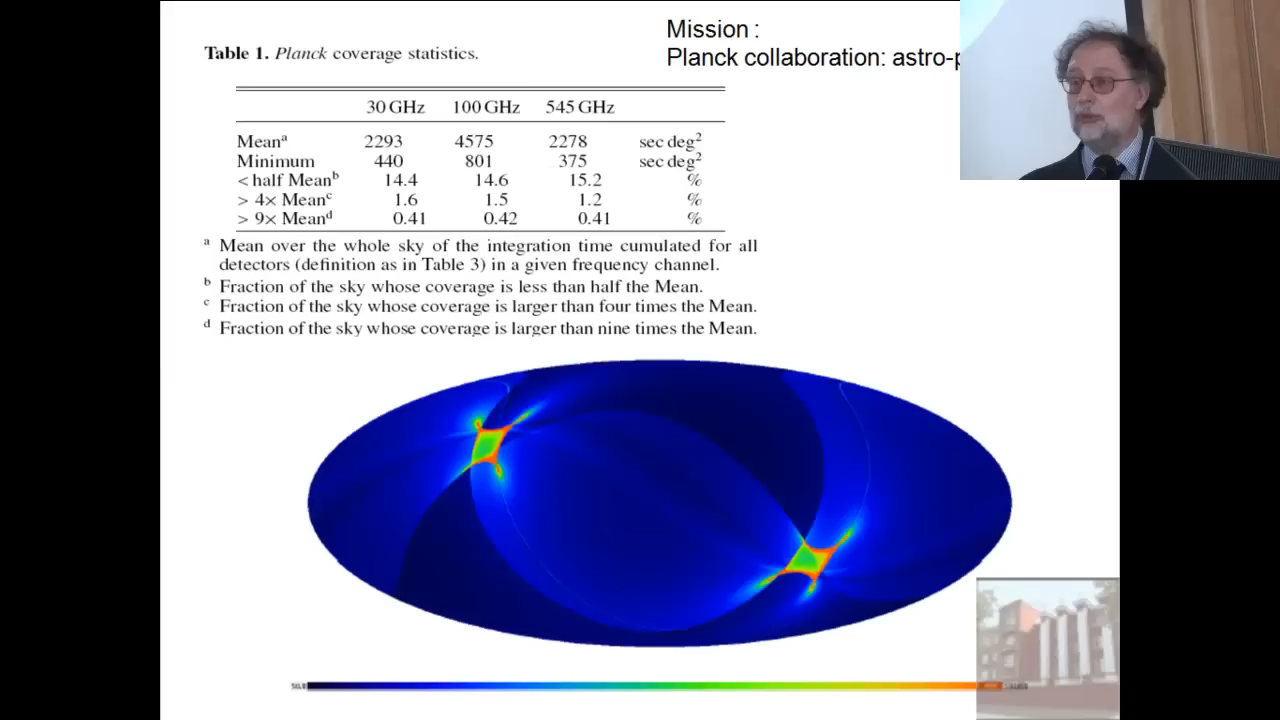 Mission :
Planck collaboration: astro-p
Table 1. Planck coverage statistics.
30 GHz 100 GHz 545 GHz
Meanᵃ 2293 4575 2278 sec deg²
Minimum 440 801 375 sec deg²
< half Meanᵇ 14.4 14.6 15.2 %
> 4× Meanᶜ 1.6 1.5 1.2 %
> 9× Meanᵈ 0.41 0.42 0.41 %
ᵃ Mean over the whole sky of the integration time cumulated for all
detectors (definition as in Table 3) in a given frequency channel.
ᵇ Fraction of the sky whose coverage is less than half the Mean.
ᶜ Fraction of the sky whose coverage is larger than four times the Mean.
ᵈ Fraction of the sky whose coverage is larger than nine times the Mean.